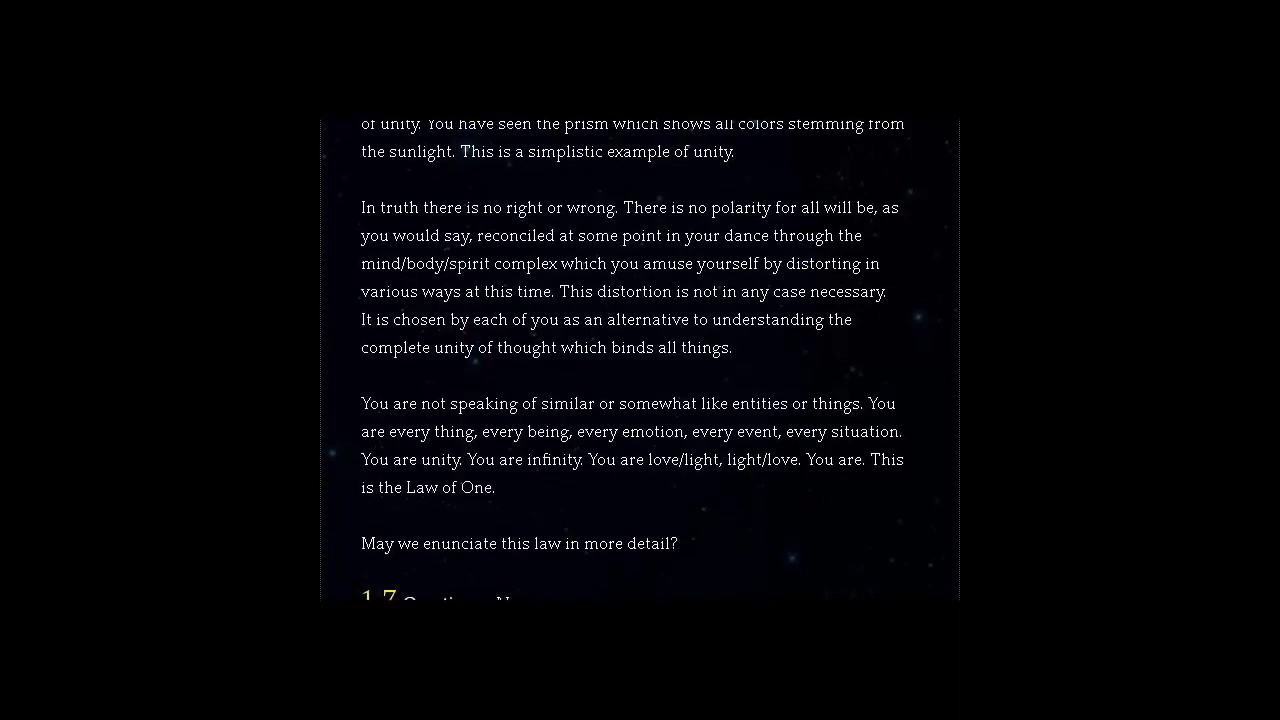 of unity. You have seen the prism which shows all colors stemming from
the sunlight. This is a simplistic example of unity.
In truth there is no right or wrong. There is no polarity for all will be, as
you would say, reconciled at some point in your dance through the
mind/body/spirit complex which you amuse yourself by distorting in
various ways at this time. This distortion is not in any case necessary.
It is chosen by each of you as an alternative to understanding the
complete unity of thought which binds all things.
You are not speaking of similar or somewhat like entities or things. You
are every thing, every being, every emotion, every event, every situation.
You are unity. You are infinity. You are love/light, light/love. You are. This
is the Law of One.
May we enunciate this law in more detail?
1.7